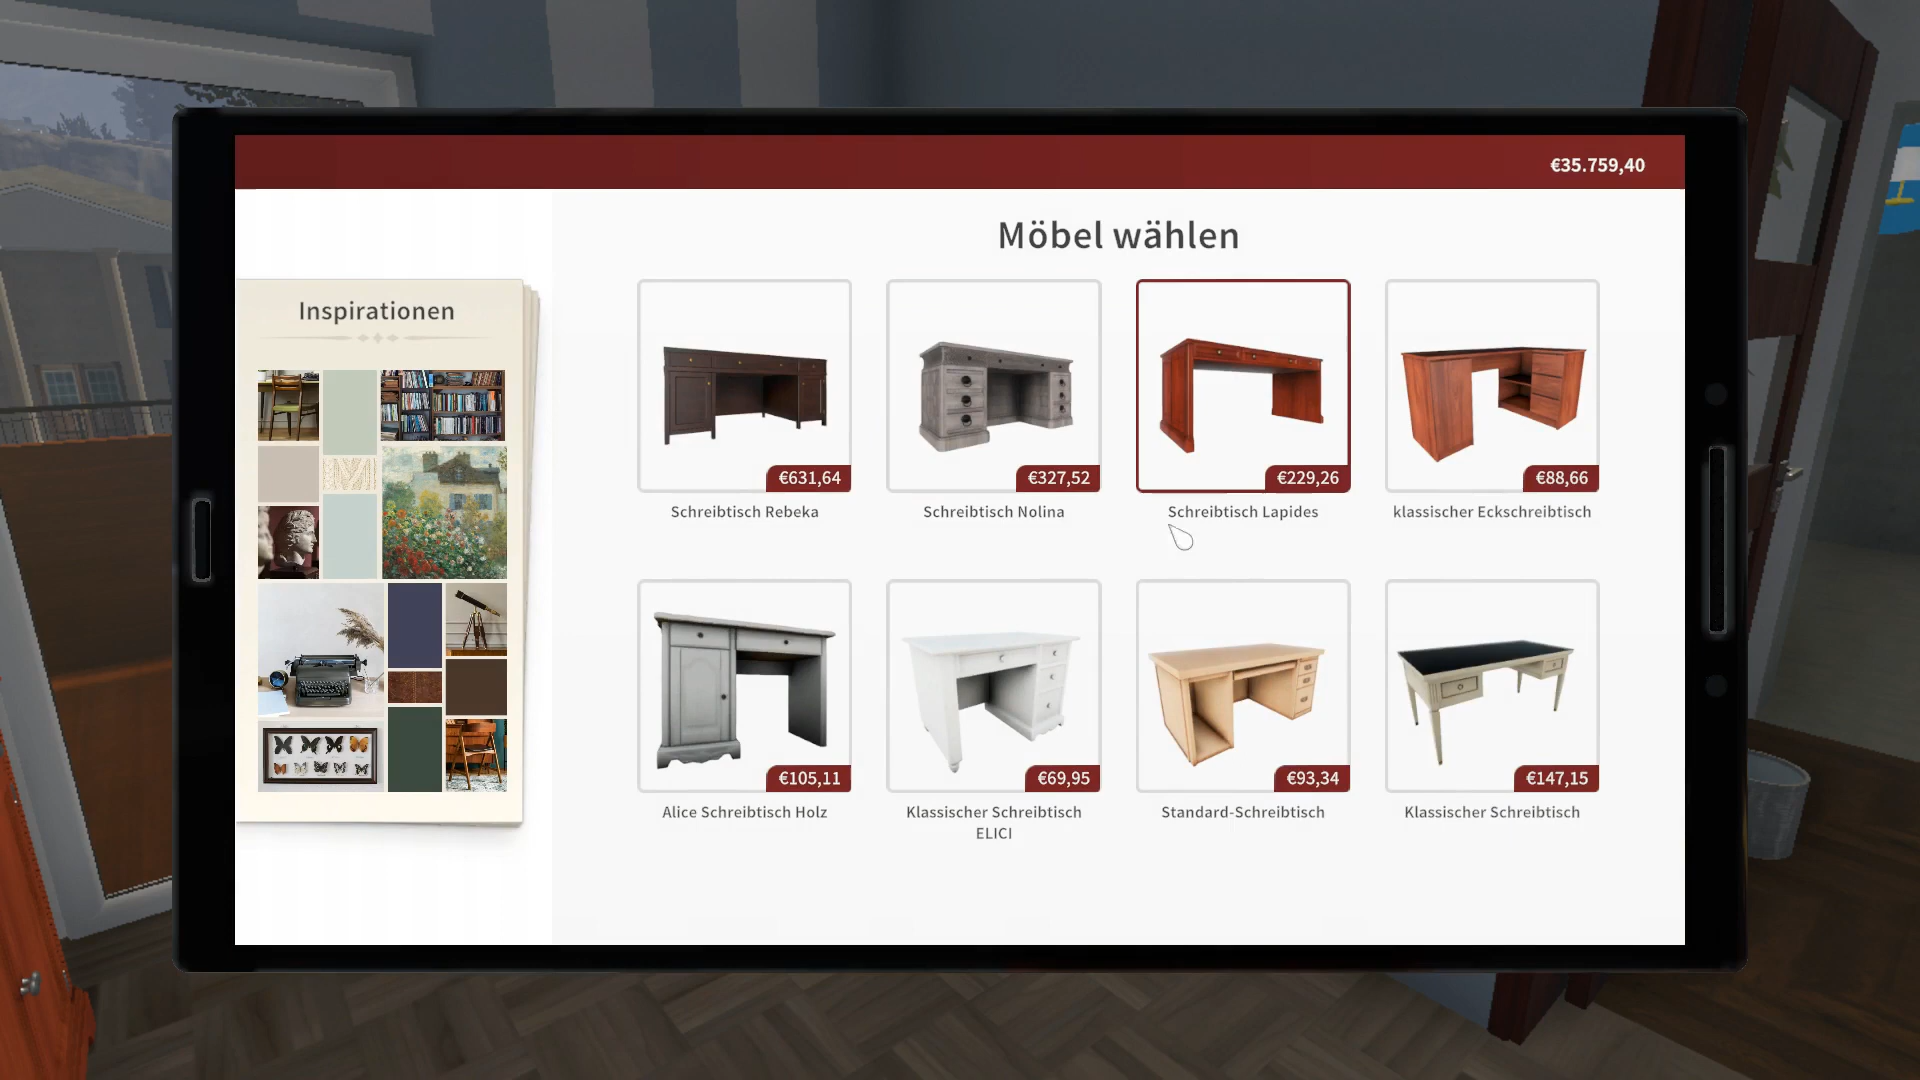 €35.759,40
Möbel wählen
Inspirationen
€631,64
€327,52
€229,26
€88,66
Schreibtisch Rebeka
Schreibtisch Nolina
Schreibtisch Lapides
klassischer Eckschreibtisch
€105,11
€69,95
€93,34
€147,15
Alice Schreibtisch Holz
Klassischer Schreibtisch
ELICI
Standard-Schreibtisch
Klassischer Schreibtisch